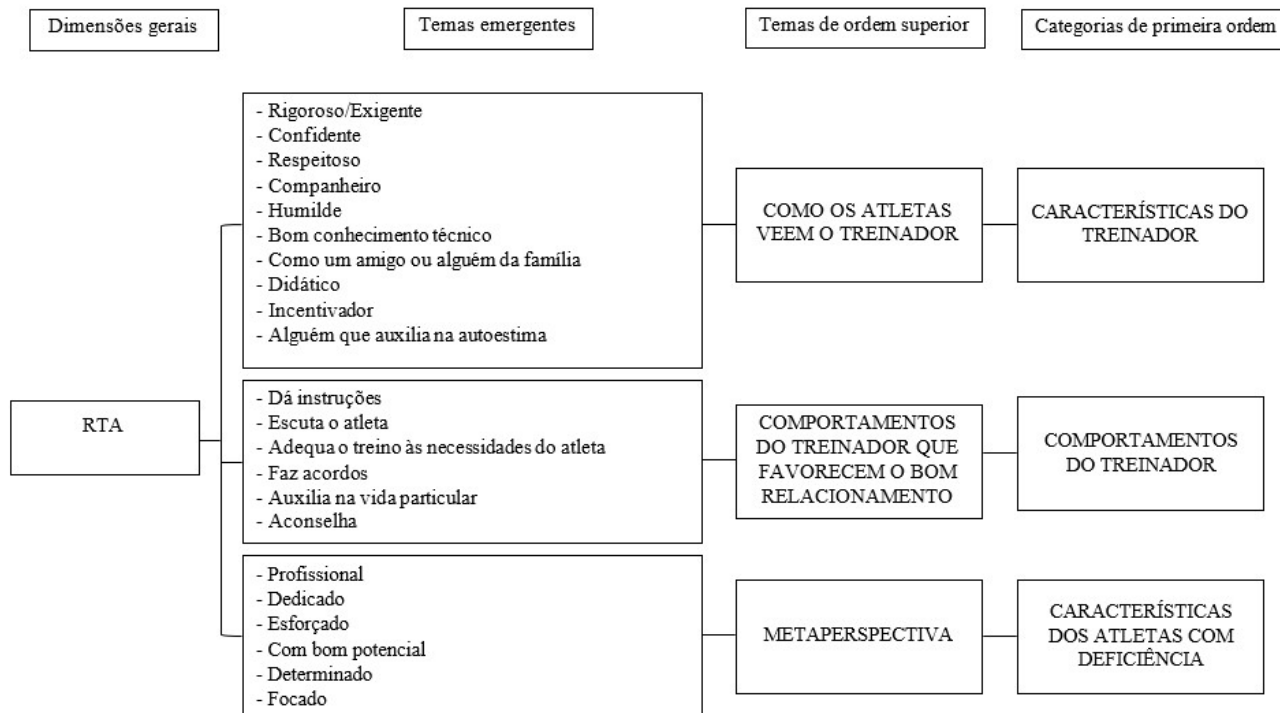 Dimensões gerais
Temas emergentes
Temas de ordem superior
Categorias de primeira ordem
RTA
- Rigoroso/Exigente
- Confidente
- Respeitoso
- Companheiro
- Humilde
- Bom conhecimento técnico
- Como um amigo ou alguém da família
- Didático
- Incentivador
- Alguém que auxilia na autoestima
COMO OS ATLETAS
VEEM O TREINADOR
CARACTERÍSTICAS DO
TREINADOR
- Dá instruções
- Escuta o atleta
- Adequa o treino às necessidades do atleta
- Faz acordos
- Auxilia na vida particular
- Aconselha
COMPORTAMENTOS
DO TREINADOR QUE
FAVORECEM O BOM
RELACIONAMENTO
COMPORTAMENTOS
DO TREINADOR
- Profissional
- Dedicado
- Esforçado
- Com bom potencial
- Determinado
- Focado
METAPERSPECTIVA
CARACTERÍSTICAS
DOS ATLETAS COM
DEFICIÊNCIA